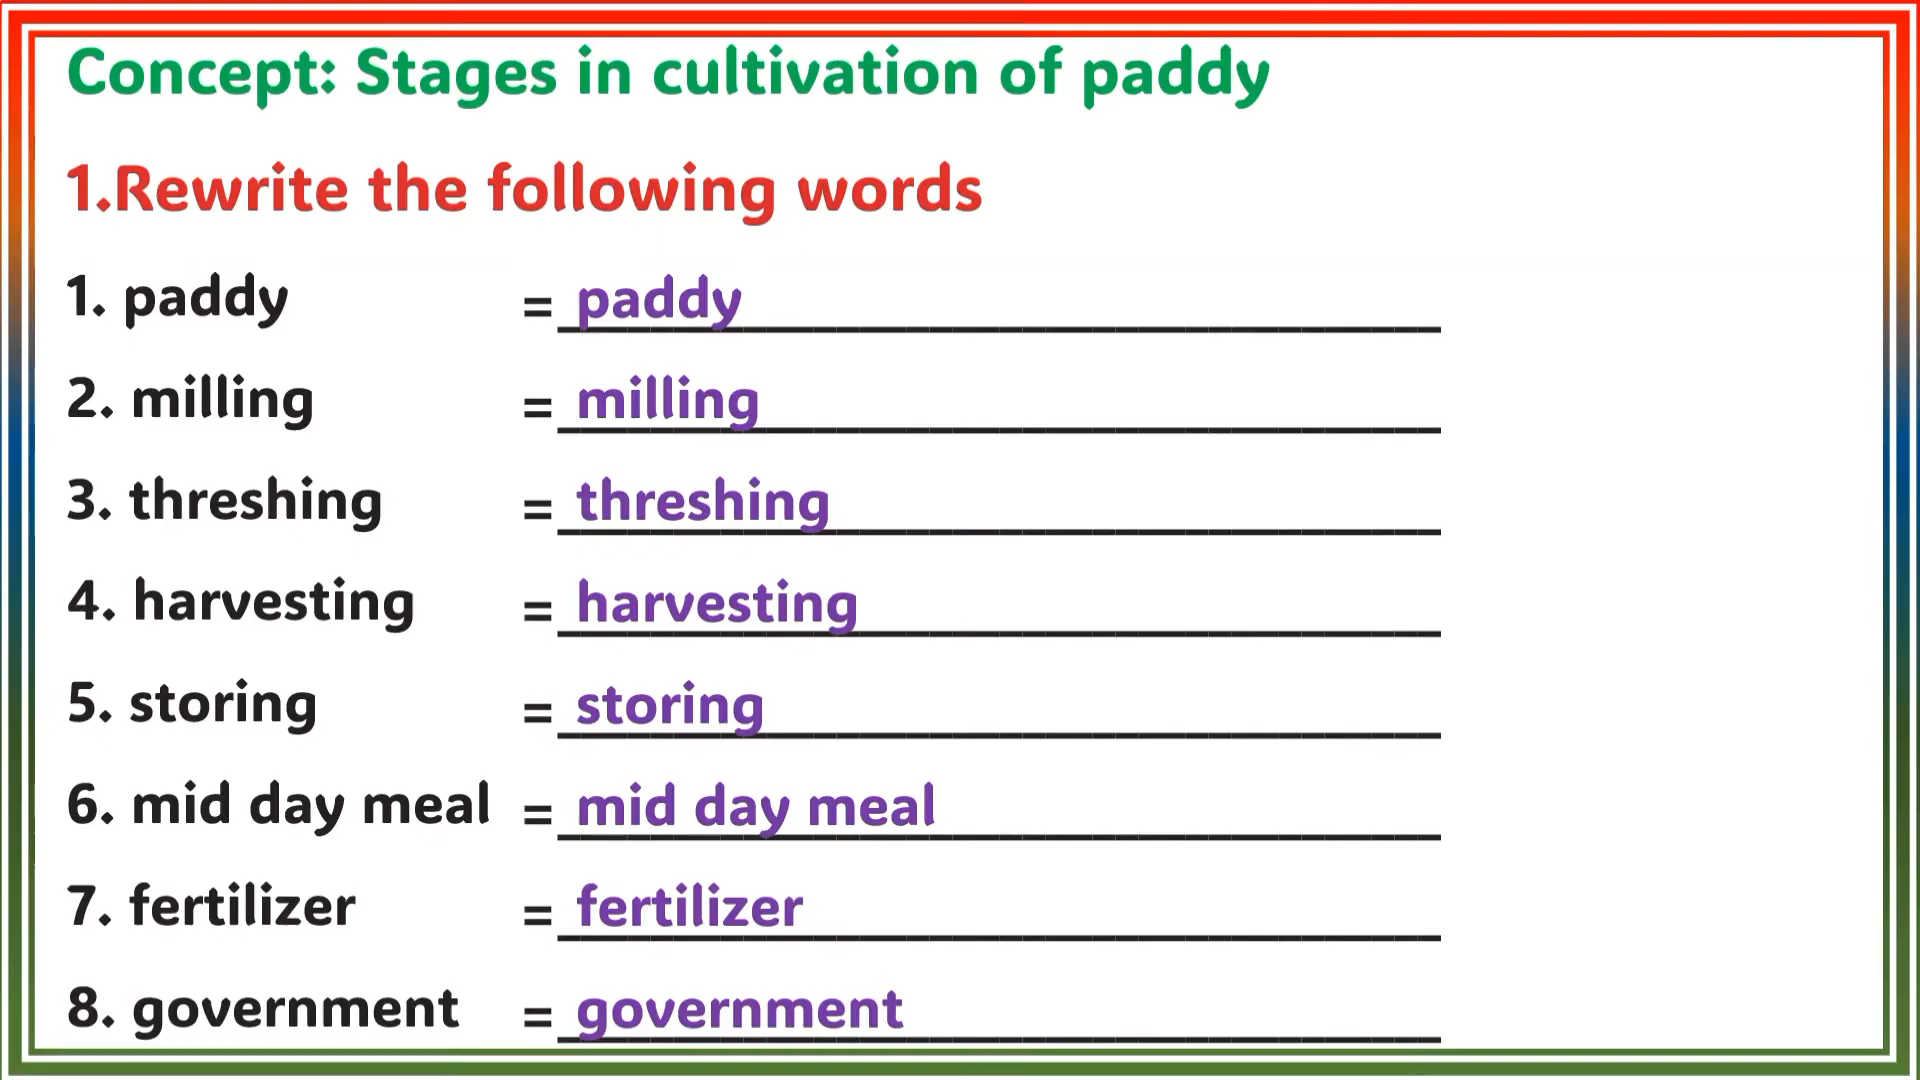 Concept: Stages in cultivation of paddy
1.Rewrite the following words
1. paddy = paddy
2. milling = milling
3. threshing = threshing
4. harvesting = harvesting
5. storing = storing
6. mid day meal = mid day meal
7. fertilizer = fertilizer
8. government = government